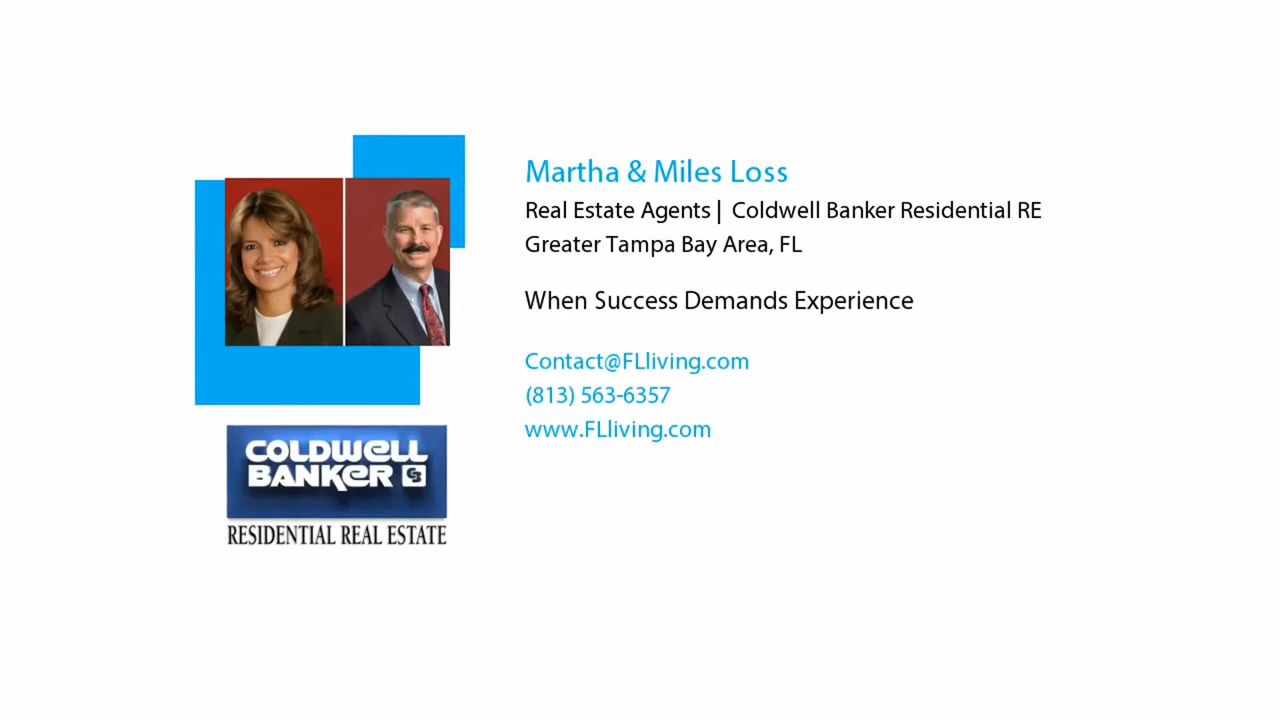 Martha & Miles Loss
Real Estate Agents | Coldwell Banker Residential RE
Greater Tampa Bay Area, FL
When Success Demands Experience
Contact@FLliving.com
(813) 563-6357
www.FLliving.com
COLDWELL
BANKER CB
RESIDENTIAL REAL ESTATE